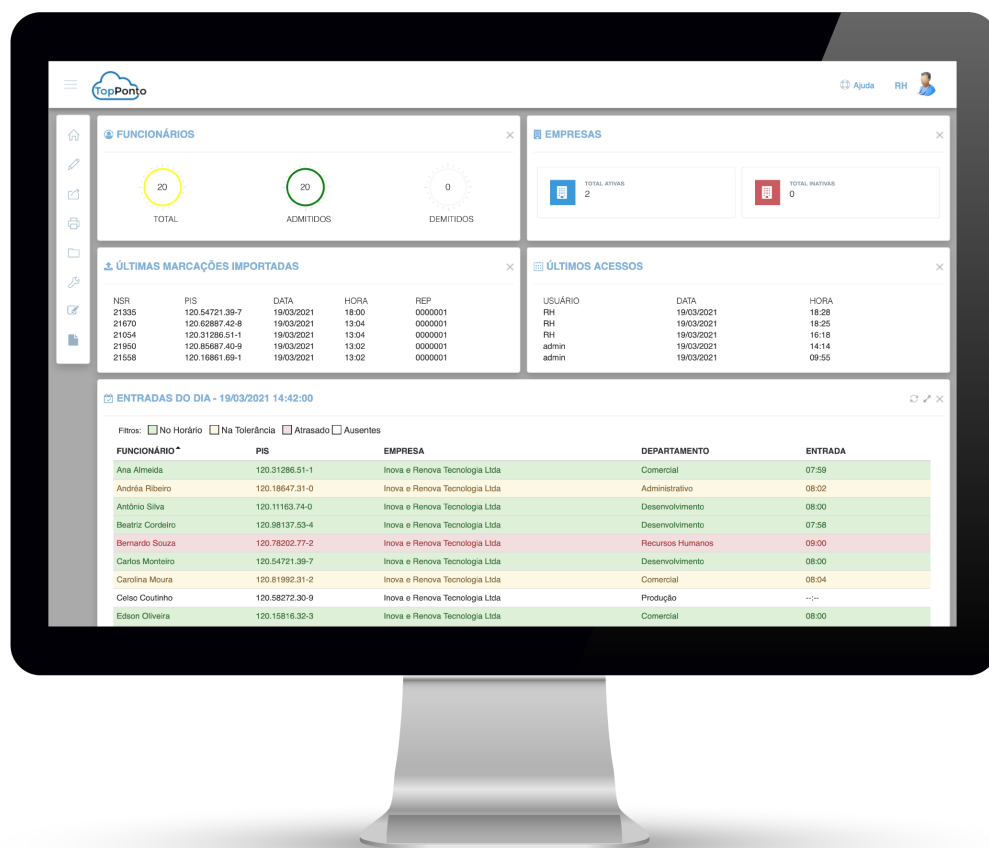 TopPonto
Ajuda RH
FUNCIONÁRIOS
20 20 0
TOTAL ADMITIDOS DEMITIDOS
EMPRESAS
TOTAL ATIVAS
2
TOTAL INATIVAS
0
ÚLTIMAS MARCAÇÕES IMPORTADAS
NSR PIS DATA HORA REP
21335 120.54721.39-7 19/03/2021 18:00 0000001
21670 120.62887.42-8 19/03/2021 13:04 0000001
21054 120.31286.51-1 19/03/2021 13:04 0000001
21950 120.85687.40-9 19/03/2021 13:02 0000001
21558 120.16861.69-1 19/03/2021 13:02 0000001
ÚLTIMOS ACESSOS
USUÁRIO DATA HORA
RH 19/03/2021 18:28
RH 19/03/2021 18:25
RH 19/03/2021 16:18
admin 19/03/2021 14:14
admin 19/03/2021 09:55
ENTRADAS DO DIA - 19/03/2021 14:42:00
Filtros: No Horário Na Tolerância Atrasado Ausentes
FUNCIONÁRIO PIS EMPRESA DEPARTAMENTO ENTRADA
Ana Almeida 120.31286.51-1 Inova e Renova Tecnologia Ltda Comercial 07:59
Andréa Ribeiro 120.18647.31-0 Inova e Renova Tecnologia Ltda Administrativo 08:02
Antônio Silva 120.11163.74-0 Inova e Renova Tecnologia Ltda Desenvolvimento 08:00
Beatriz Cordeiro 120.98137.53-4 Inova e Renova Tecnologia Ltda Desenvolvimento 07:58
Bernardo Souza 120.78202.77-2 Inova e Renova Tecnologia Ltda Recursos Humanos 09:00
Carlos Monteiro 120.54721.39-7 Inova e Renova Tecnologia Ltda Desenvolvimento 08:00
Carolina Moura 120.81992.31-2 Inova e Renova Tecnologia Ltda Comercial 08:04
Celso Coutinho 120.58272.30-9 Inova e Renova Tecnologia Ltda Produção --:--
Edson Oliveira 120.15816.32-3 Inova e Renova Tecnologia Ltda Comercial 08:00